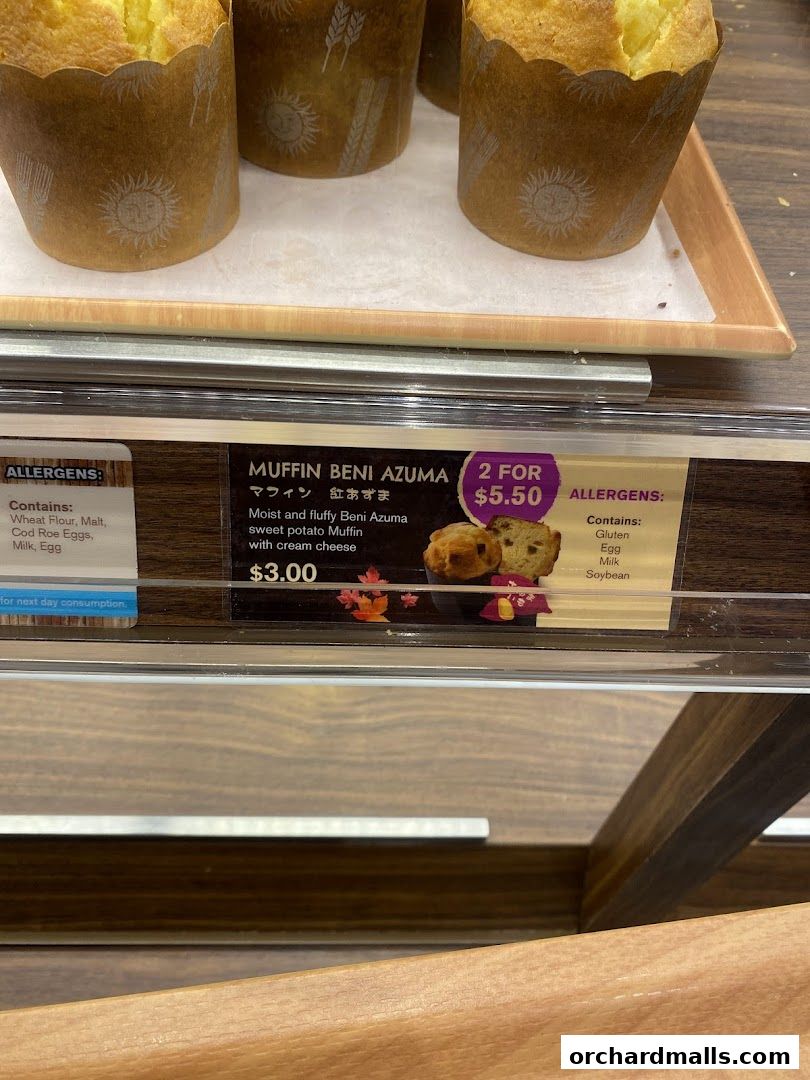 ALLERGENS:
Contains:
Wheat Flour, Malt,
Cod Roe Eggs,
Milk, Egg
for next day consumption.
MUFFIN BENI AZUMA
マフィン 紅あずま
Moist and fluffy Beni Azuma
sweet potato Muffin
with cream cheese
$3.00
2 FOR
$5.50
ALLERGENS:
Contains:
Gluten
Egg
Milk
Soybean
orchardmalls.com